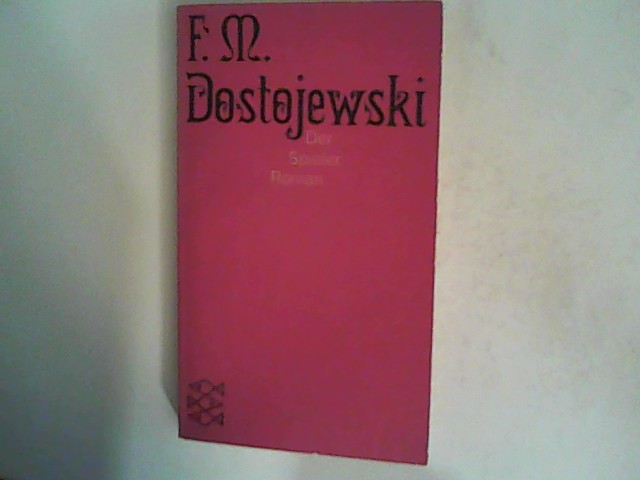 F. M.
Dostojewski
Der
Spieler
Roman